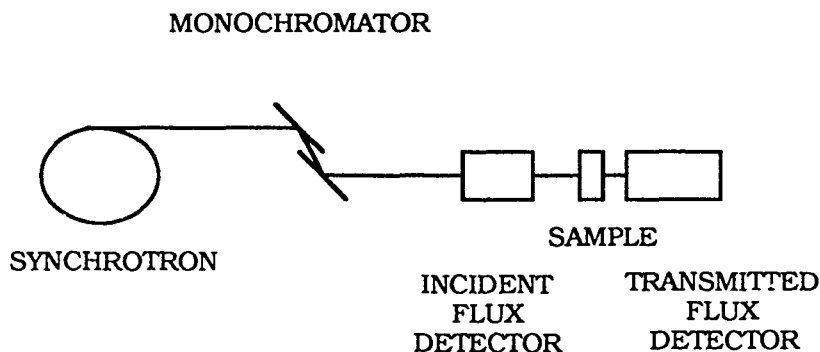 MONOCHROMATOR
SYNCHROTRON
SAMPLE
INCIDENT
FLUX
DETECTOR
TRANSMITTED
FLUX
DETECTOR